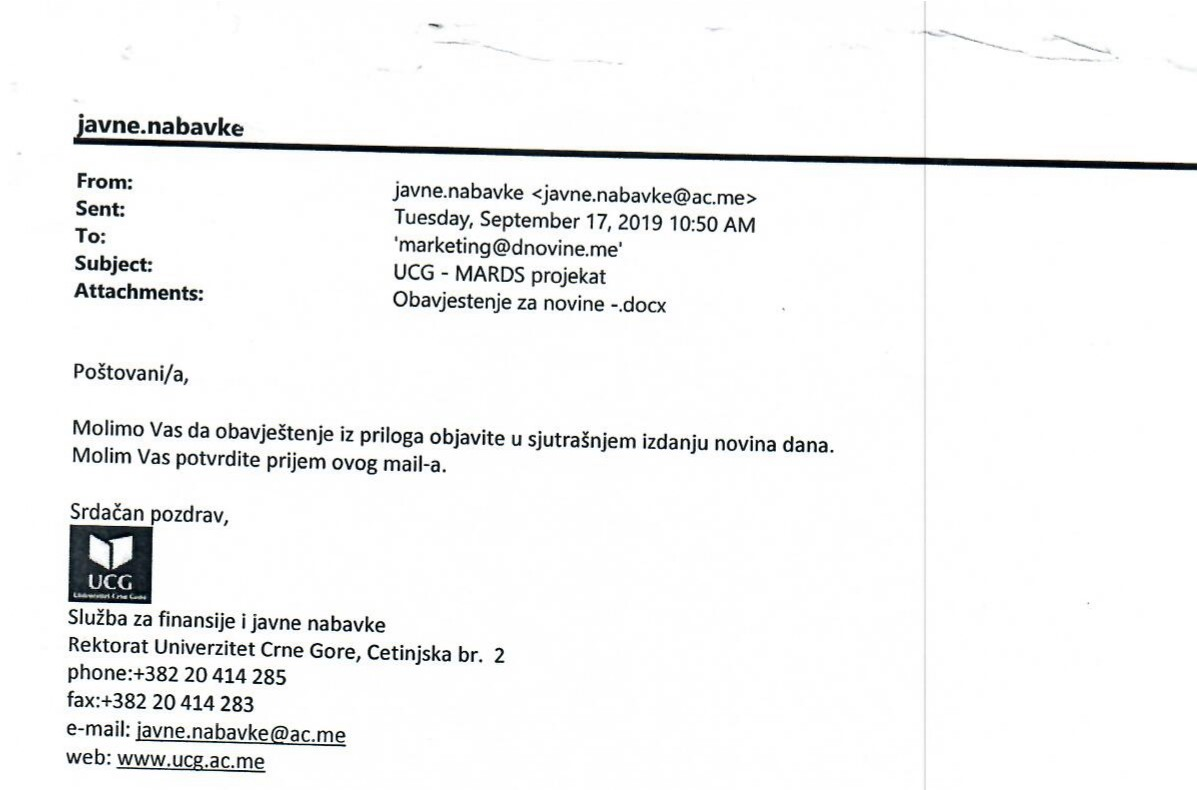 javne.nabavke
From: javne.nabavke <javne.nabavke@ac.me>
Sent: Tuesday, September 17, 2019 10:50 AM
To: 'marketing@dnovine.me'
Subject: UCG - MARDS projekat
Attachments: Obavjestenje za novine -.docx
Poštovani/a,
Molimo Vas da obavještenje iz priloga objavite u sjutrašnjem izdanju novina dana.
Molim Vas potvrdite prijem ovog mail-a.
Srdačan pozdrav,
UCG
Univerzitet Crne Gore
Služba za finansije i javne nabavke
Rektorat Univerzitet Crne Gore, Cetinjska br. 2
phone:+382 20 414 285
fax:+382 20 414 283
e-mail: javne.nabavke@ac.me
web: www.ucg.ac.me